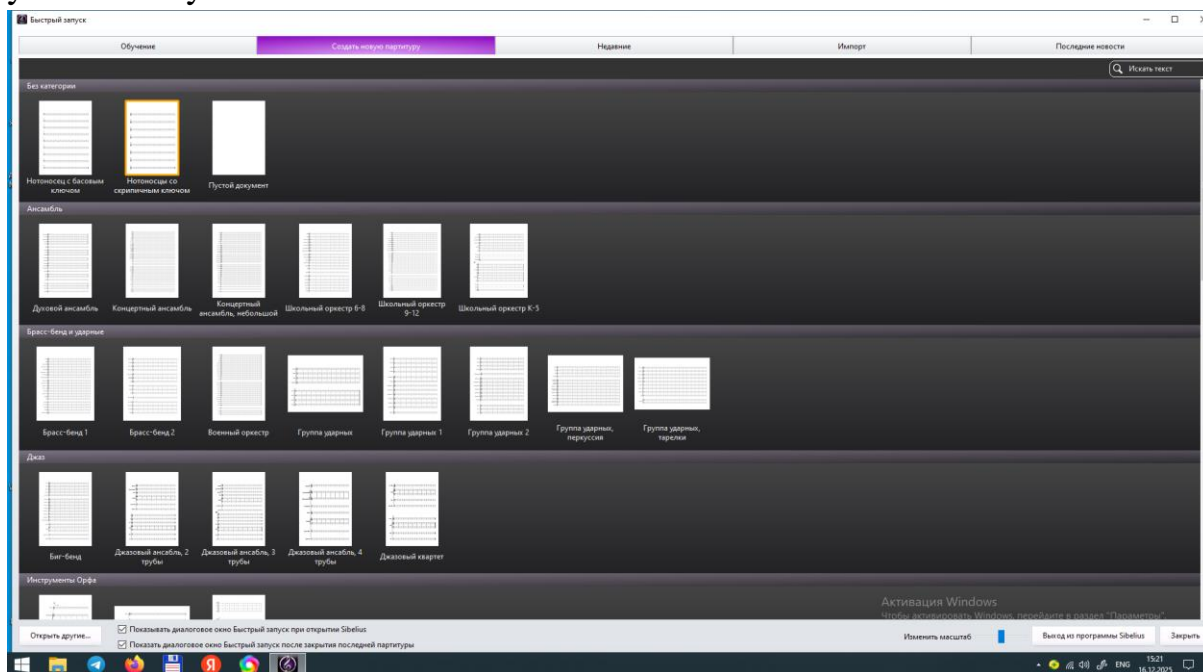 Быстрый запуск
Обучение
Создать новую партитуру
Недавние
Импорт
Последние новости
Искать текст
Без категории
Нотоносец с басовым
ключом
Нотоносцы со
скрипичным ключом
Пустой документ
Ансамбль
Духовой ансамбль
Концертный ансамбль
Концертный
ансамбль, небольшой
Школьный оркестр 6-8
Школьный оркестр
9-12
Школьный оркестр K-5
Брасс-бенд и ударные
Брасс-бенд 1
Брасс-бенд 2
Военный оркестр
Группа ударных
Группа ударных 1
Группа ударных 2
Группа ударных,
перкуссия
Группа ударных,
тарелки
Джаз
Биг-бенд
Джазовый ансабль, 2
трубы
Джазовый ансабль, 3
трубы
Джазовый ансабль, 4
трубы
Джазовый квартет
Инструменты Орфа
Активация Windows
Чтобы активировать Windows, перейдите в раздел "Параметры".
Открыть другие...
Показывать диалоговое окно Быстрый запуск при открытии Sibelius
Показать диалоговое окно Быстрый запуск после закрытия последней партитуры
Изменить масштаб
Выход из программы Sibelius
Закрыть
ENG
15:21
16.12.2025